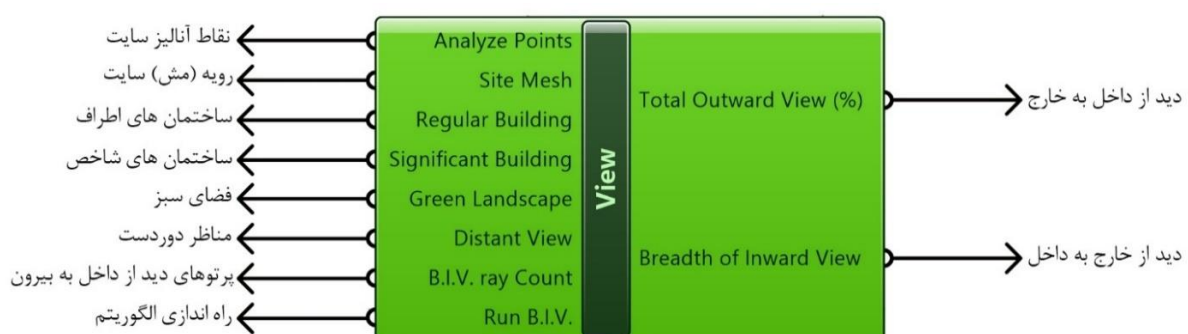 نقاط آنالیز سایت
رویه (مش) سایت
ساختمان های اطراف
ساختمان های شاخص
فضای سبز
مناظر دوردست
پرتوهای دید از داخل به بیرون
راه اندازی الگوریتم
Analyze Points
Site Mesh
Regular Building
Significant Building
Green Landscape
Distant View
B.I.V. ray Count
Run B.I.V.
View
Total Outward View (%)
Breadth of Inward View
دید از داخل به خارج
دید از خارج به داخل